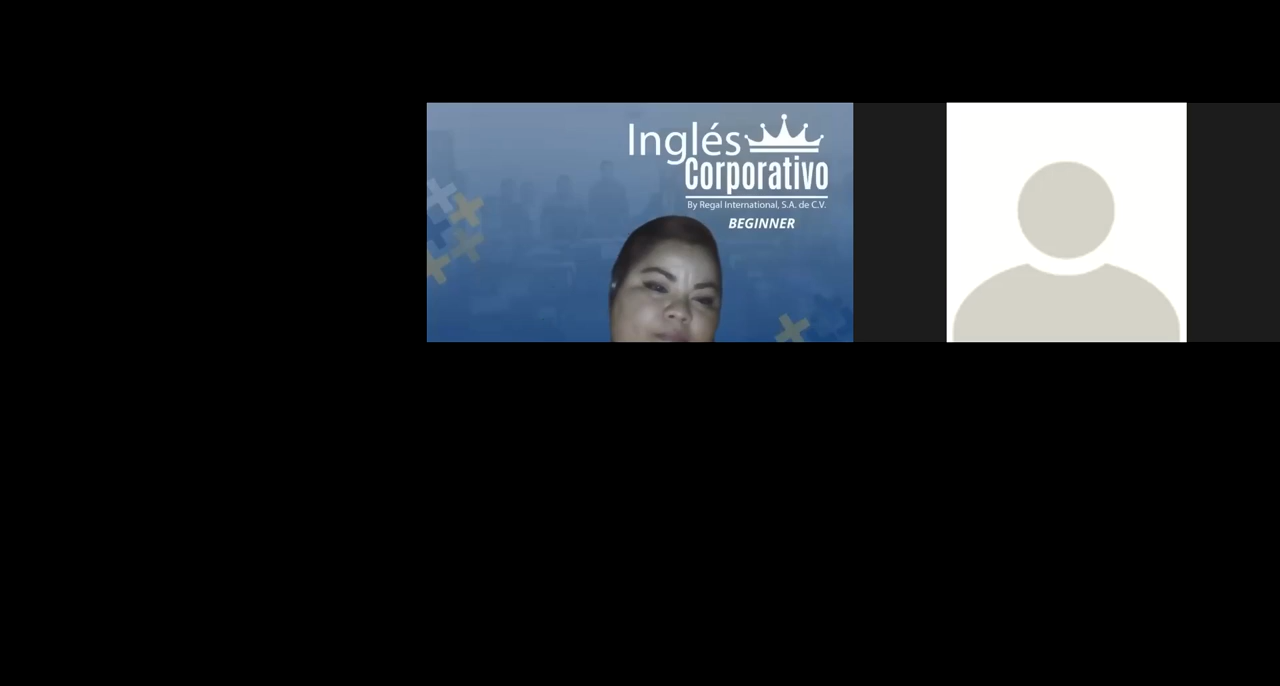 Inglés
Corporativo
By Regal International, S.A. de C.V.
BEGINNER